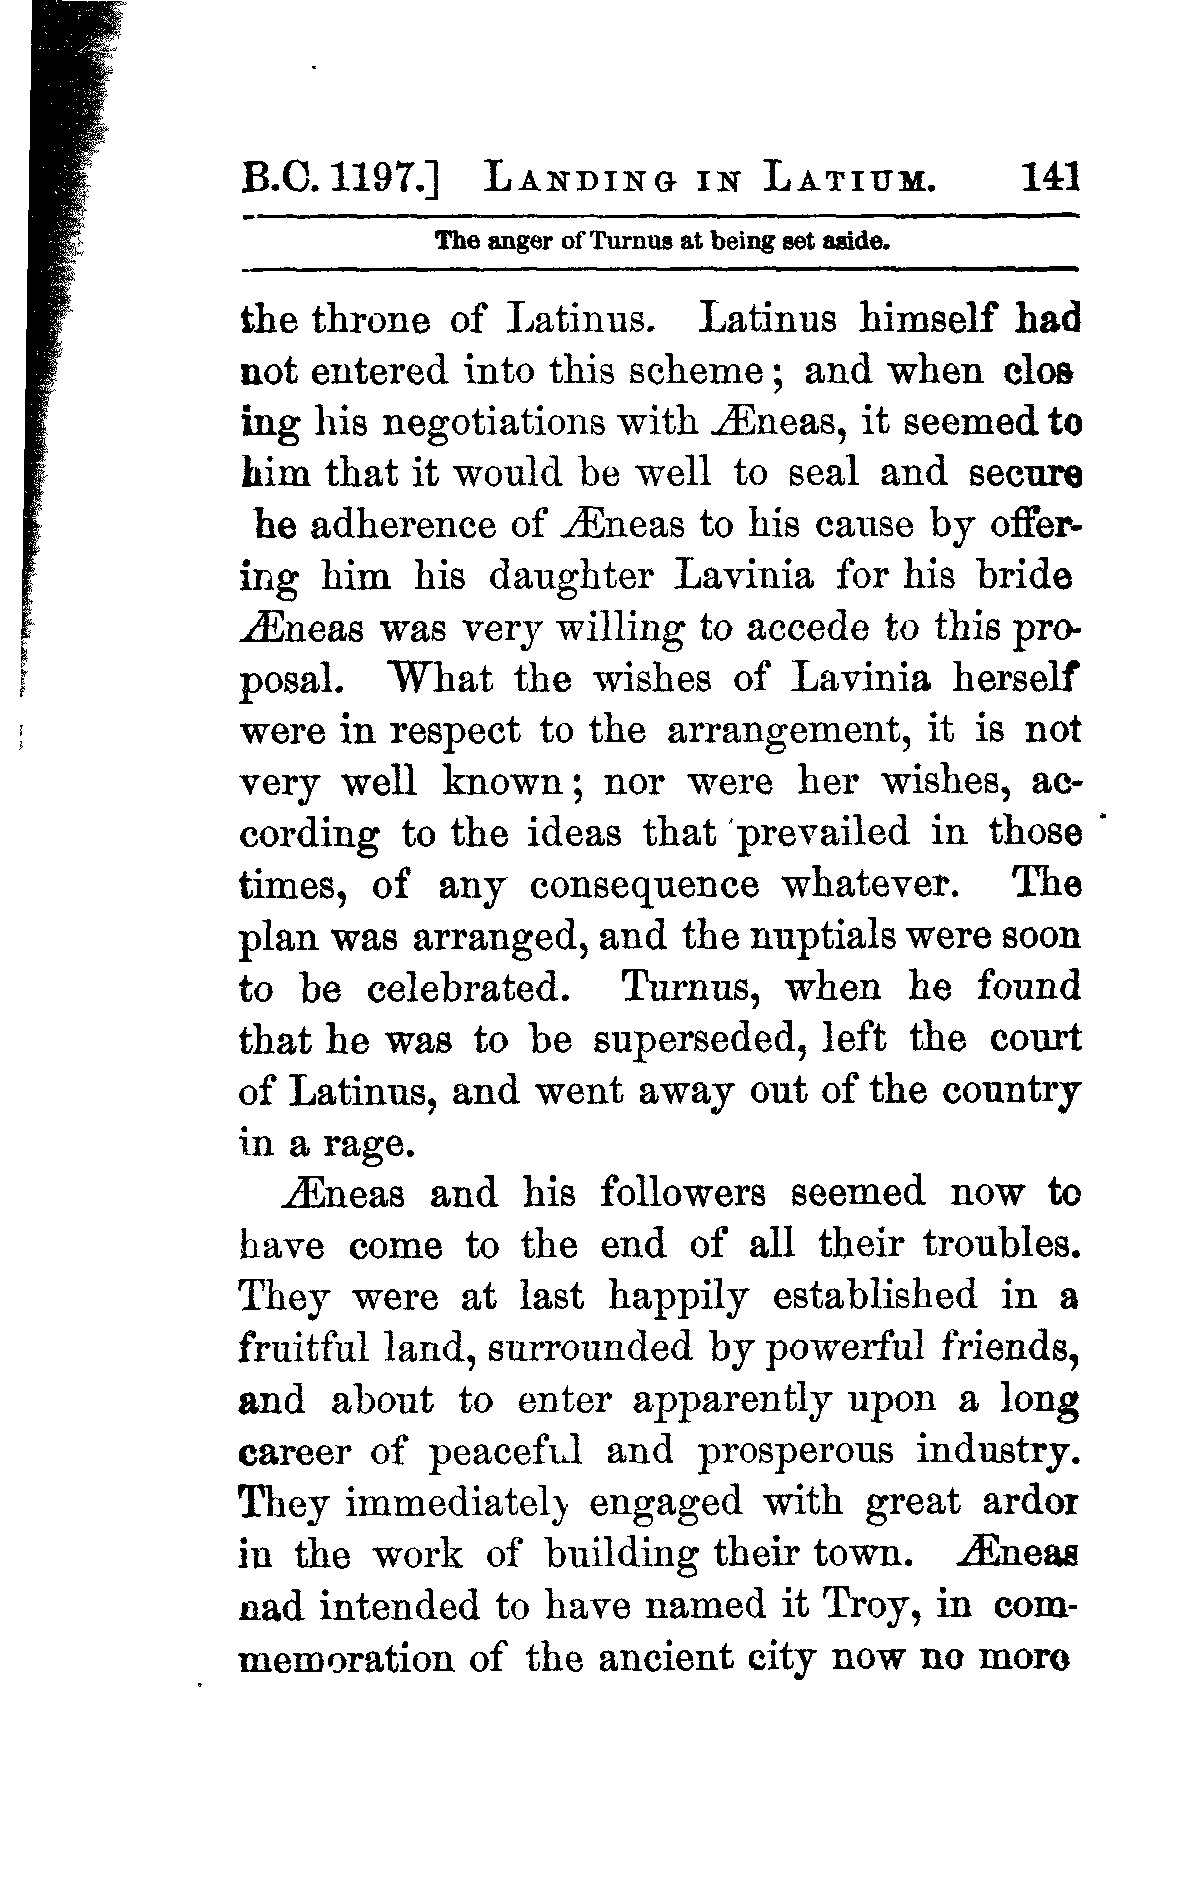 B.C. 1197.] LANDING IN LATIUM. 141
The anger of Turnus at being set aside.
the throne of Latinus. Latinus himself had
not entered into this scheme; and when clos
ing his negotiations with Æneas, it seemed to
him that it would be well to seal and secure
he adherence of Æneas to his cause by offer-
ing him his daughter Lavinia for his bride
Æneas was very willing to accede to this pro-
posal. What the wishes of Lavinia herself
were in respect to the arrangement, it is not
very well known; nor were her wishes, ac-
cording to the ideas that prevailed in those
times, of any consequence whatever. The
plan was arranged, and the nuptials were soon
to be celebrated. Turnus, when he found
that he was to be superseded, left the court
of Latinus, and went away out of the country
in a rage.
Æneas and his followers seemed now to
have come to the end of all their troubles.
They were at last happily established in a
fruitful land, surrounded by powerful friends,
and about to enter apparently upon a long
career of peaceful and prosperous industry.
They immediately engaged with great ardor
in the work of building their town. Æneas
had intended to have named it Troy, in com-
memoration of the ancient city now no more